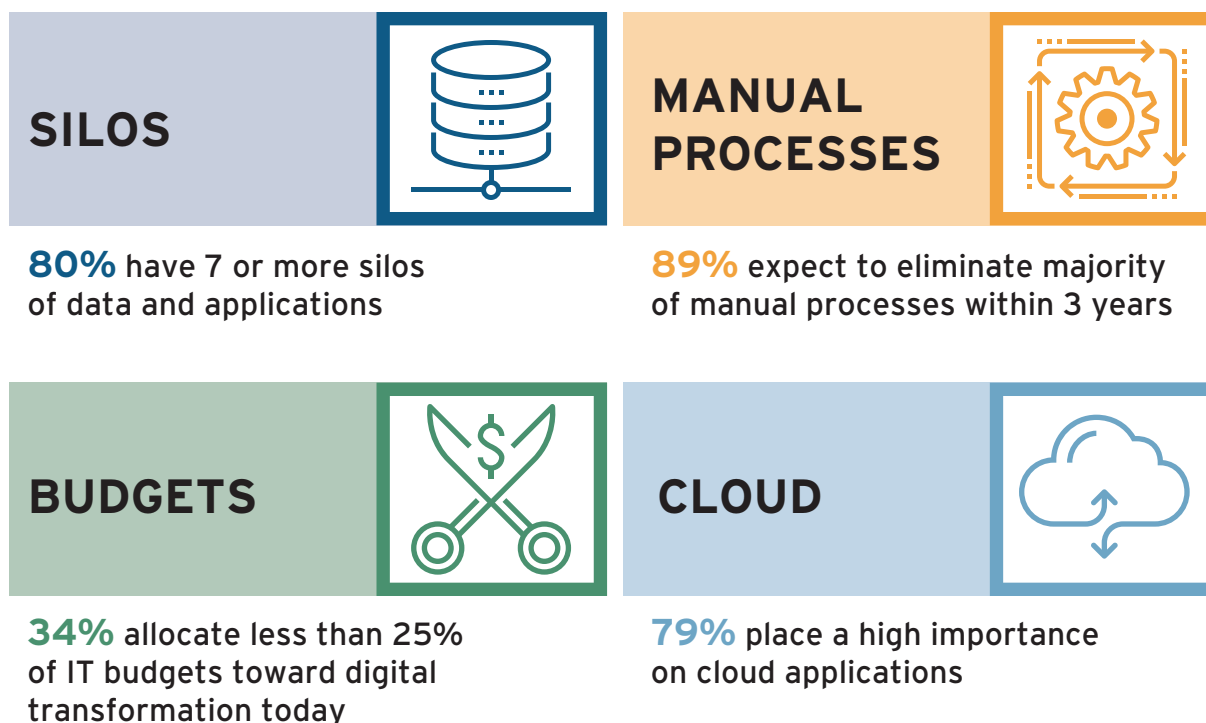 SILOS
80% have 7 or more silos
of data and applications
MANUAL
PROCESSES
89% expect to eliminate majority
of manual processes within 3 years
BUDGETS
$
34% allocate less than 25%
of IT budgets toward digital
transformation today
CLOUD
79% place a high importance
on cloud applications